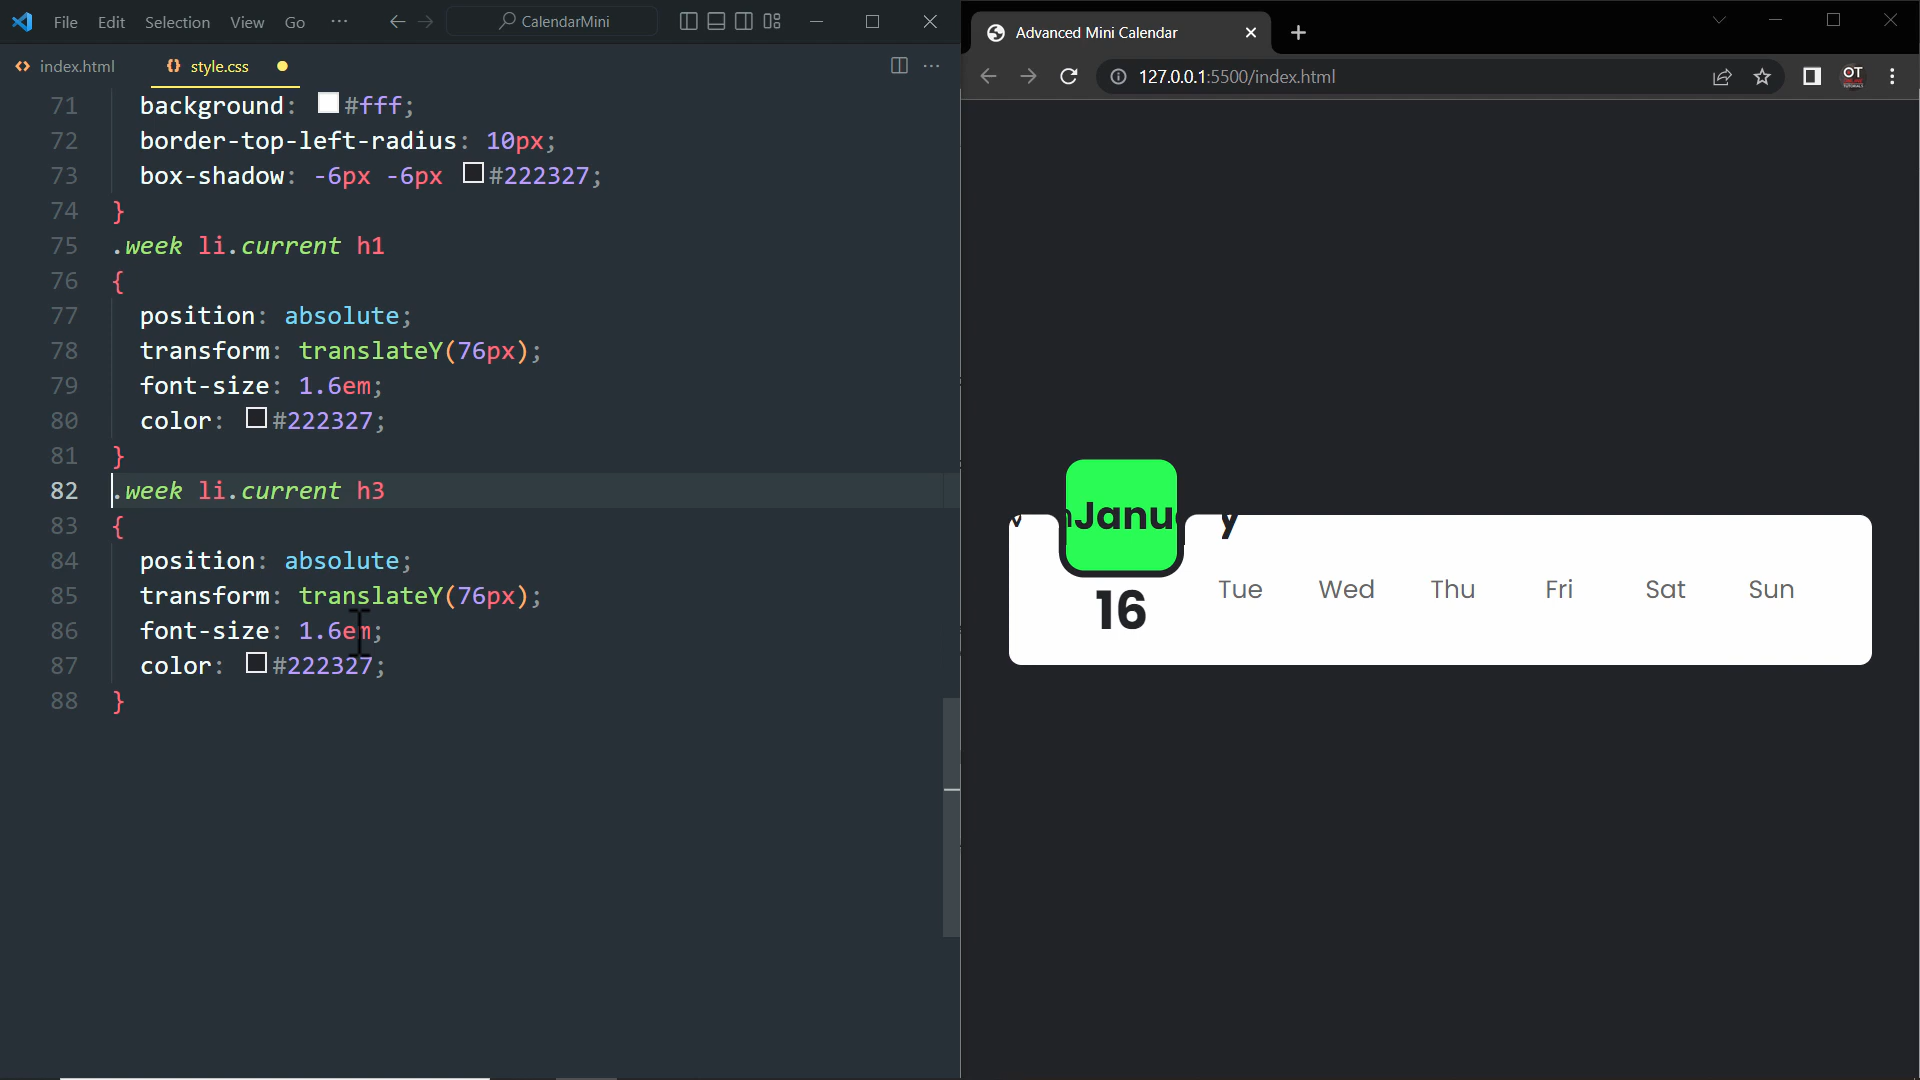 File Edit Selection View Go ··· CalendarMini
index.html style.css
71 background: #fff;
72 border-top-left-radius: 10px;
73 box-shadow: -6px -6px #222327;
74 }
75 .week li.current h1
76 {
77 position: absolute;
78 transform: translateY(76px);
79 font-size: 1.6em;
80 color: #222327;
81 }
82 .week li.current h3
83 {
84 position: absolute;
85 transform: translateY(76px);
86 font-size: 1.6em;
87 color: #222327;
88 }
Advanced Mini Calendar
127.0.0.1:5500/index.html
OT
Janu
y
Tue Wed Thu Fri Sat Sun
16